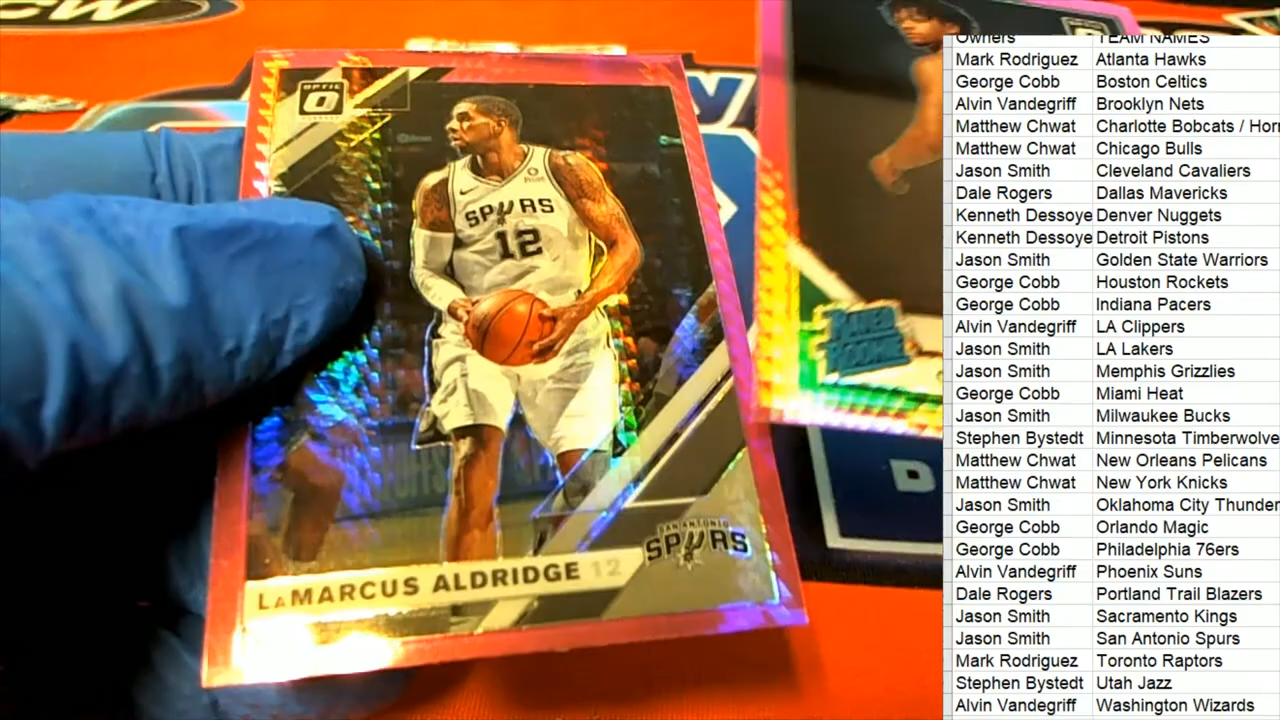 CW
OPTIC
SPURS
12
LAMARCUS ALDRIDGE 12
SAN ANTONIO
SPURS
RATED
ROOKIE
D
Owners TEAM NAMES
Mark Rodriguez Atlanta Hawks
George Cobb Boston Celtics
Alvin Vandegriff Brooklyn Nets
Matthew Chwat Charlotte Bobcats / Horn
Matthew Chwat Chicago Bulls
Jason Smith Cleveland Cavaliers
Dale Rogers Dallas Mavericks
Kenneth Dessoye Denver Nuggets
Kenneth Dessoye Detroit Pistons
Jason Smith Golden State Warriors
George Cobb Houston Rockets
George Cobb Indiana Pacers
Alvin Vandegriff LA Clippers
Jason Smith LA Lakers
Jason Smith Memphis Grizzlies
George Cobb Miami Heat
Jason Smith Milwaukee Bucks
Stephen Bystedt Minnesota Timberwolve
Matthew Chwat New Orleans Pelicans
Matthew Chwat New York Knicks
Jason Smith Oklahoma City Thunder
George Cobb Orlando Magic
George Cobb Philadelphia 76ers
Alvin Vandegriff Phoenix Suns
Dale Rogers Portland Trail Blazers
Jason Smith Sacramento Kings
Jason Smith San Antonio Spurs
Mark Rodriguez Toronto Raptors
Stephen Bystedt Utah Jazz
Alvin Vandegriff Washington Wizards